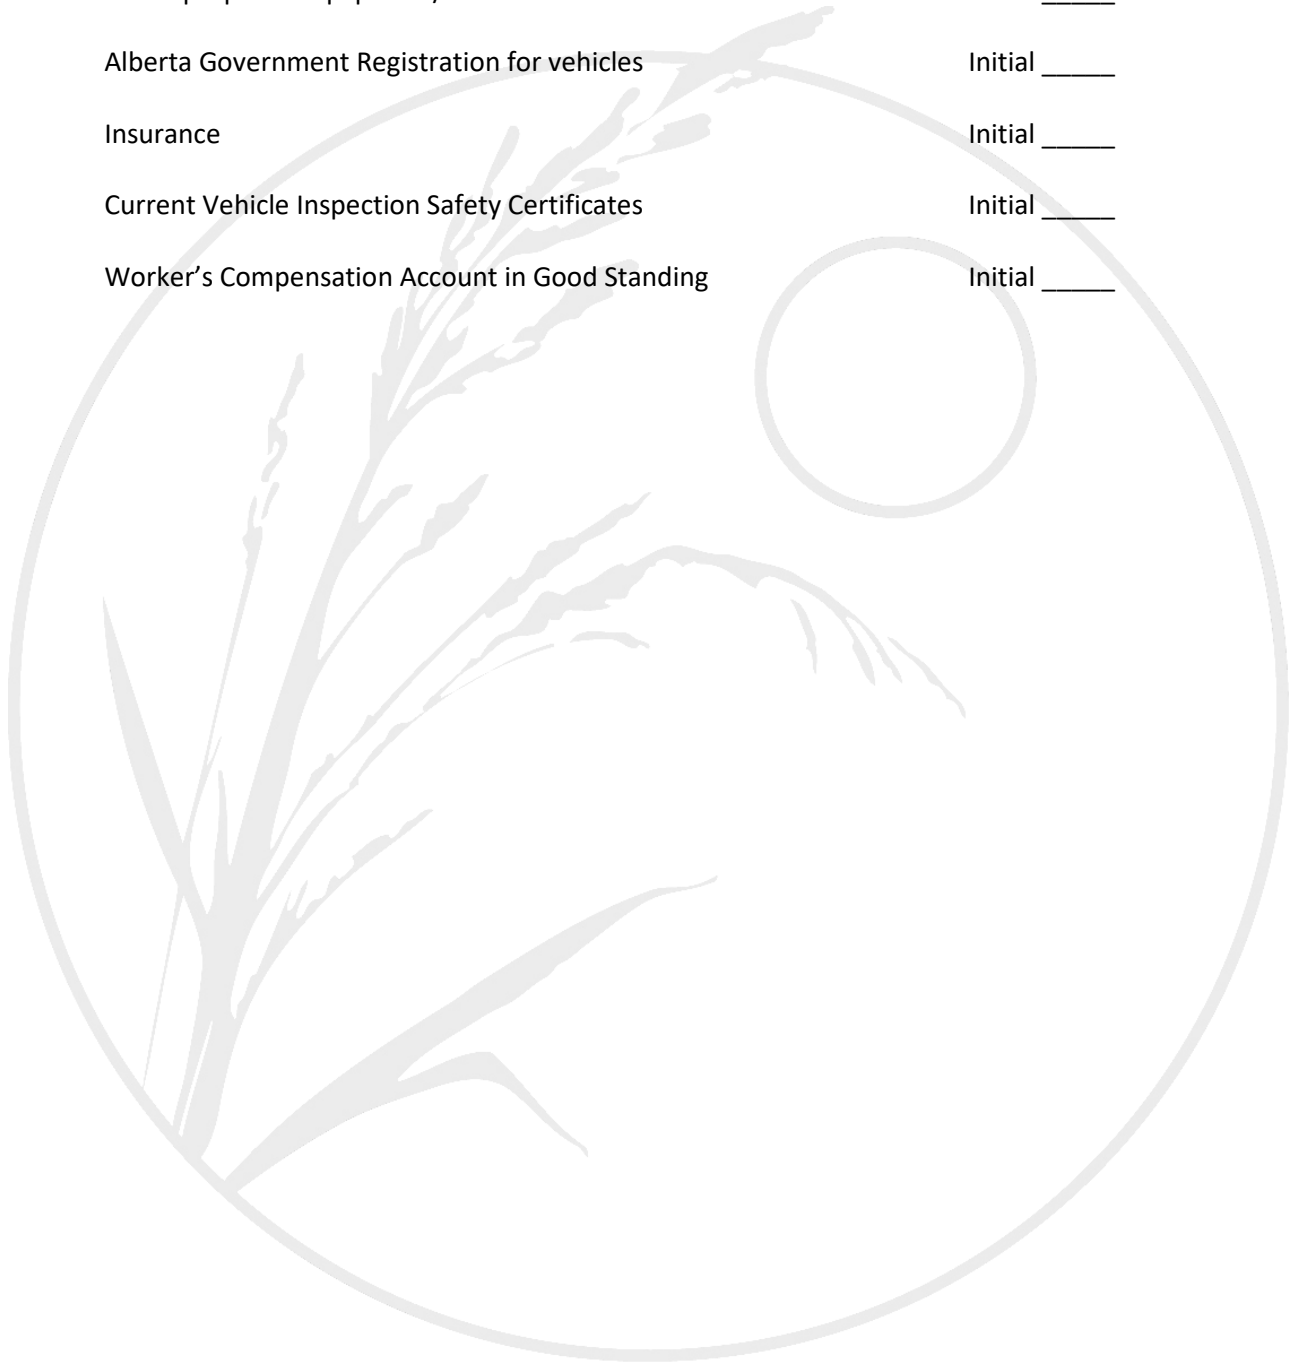 _____
Alberta Government Registration for vehicles Initial _____
Insurance Initial _____
Current Vehicle Inspection Safety Certificates Initial _____
Worker’s Compensation Account in Good Standing Initial _____